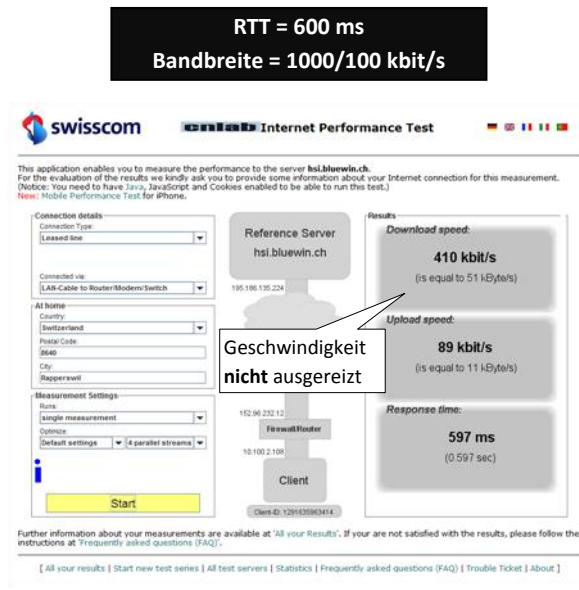 RTT = 600 ms
Bandbreite = 1000/100 kbit/s
swisscom
cnlab Internet Performance Test
This application enables you to measure the performance to the server hsi.bluewin.ch.
For the evaluation of the results we kindly ask you to provide some information about your Internet connection for this measurement.
(Notice: You need to have Java, JavaScript and Cookies enabled to be able to run this test.)
New: Mobile Performance Test for iPhone.
Connection details
Connection Type:
Leased line
Connected via:
LAN-Cable to Router/Modem/Switch
At home
Country:
Switzerland
Postal Code:
8640
City:
Rapperswil
Measurement Settings
Runs:
single measurement
Optimize:
Default settings 4 parallel streams
i
Start
Reference Server
hsi.bluewin.ch
195.186.135.224
Geschwindigkeit
nicht ausgereizt
152.96.232.12
Firewall/Router
10.100.2.108
Client
Client-ID: 1291635963414
Results
Download speed:
410 kbit/s
(is equal to 51 kByte/s)
Upload speed:
89 kbit/s
(is equal to 11 kByte/s)
Response time:
597 ms
(0.597 sec)
Further information about your measurements are available at 'All your Results'. If your are not satisfied with the results, please follow the
instructions at 'Frequently asked questions (FAQ)'.
[ All your results | Start new test series | All test servers | Statistics | Frequently asked questions (FAQ) | Trouble Ticket | About ]